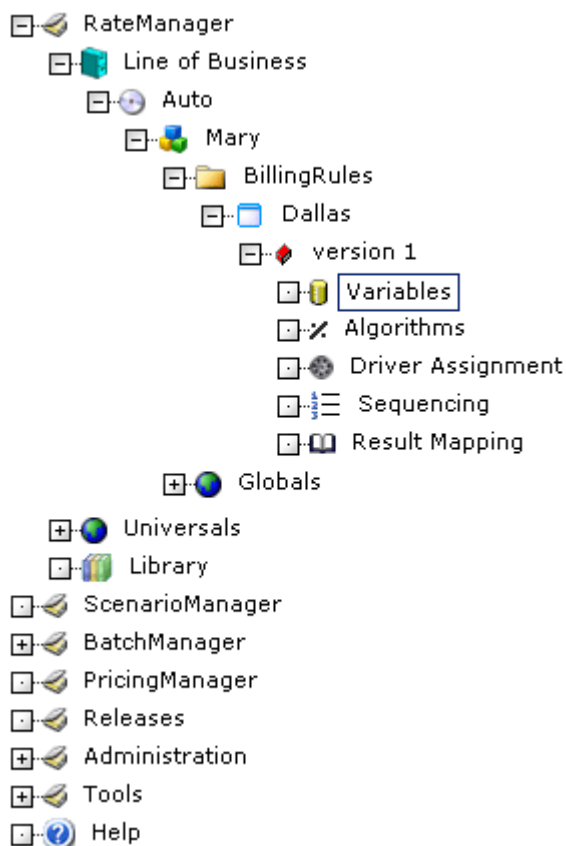 RateManager
Line of Business
Auto
Mary
BillingRules
Dallas
version 1
Variables
Algorithms
Driver Assignment
Sequencing
Result Mapping
Globals
Universals
Library
ScenarioManager
BatchManager
PricingManager
Releases
Administration
Tools
Help